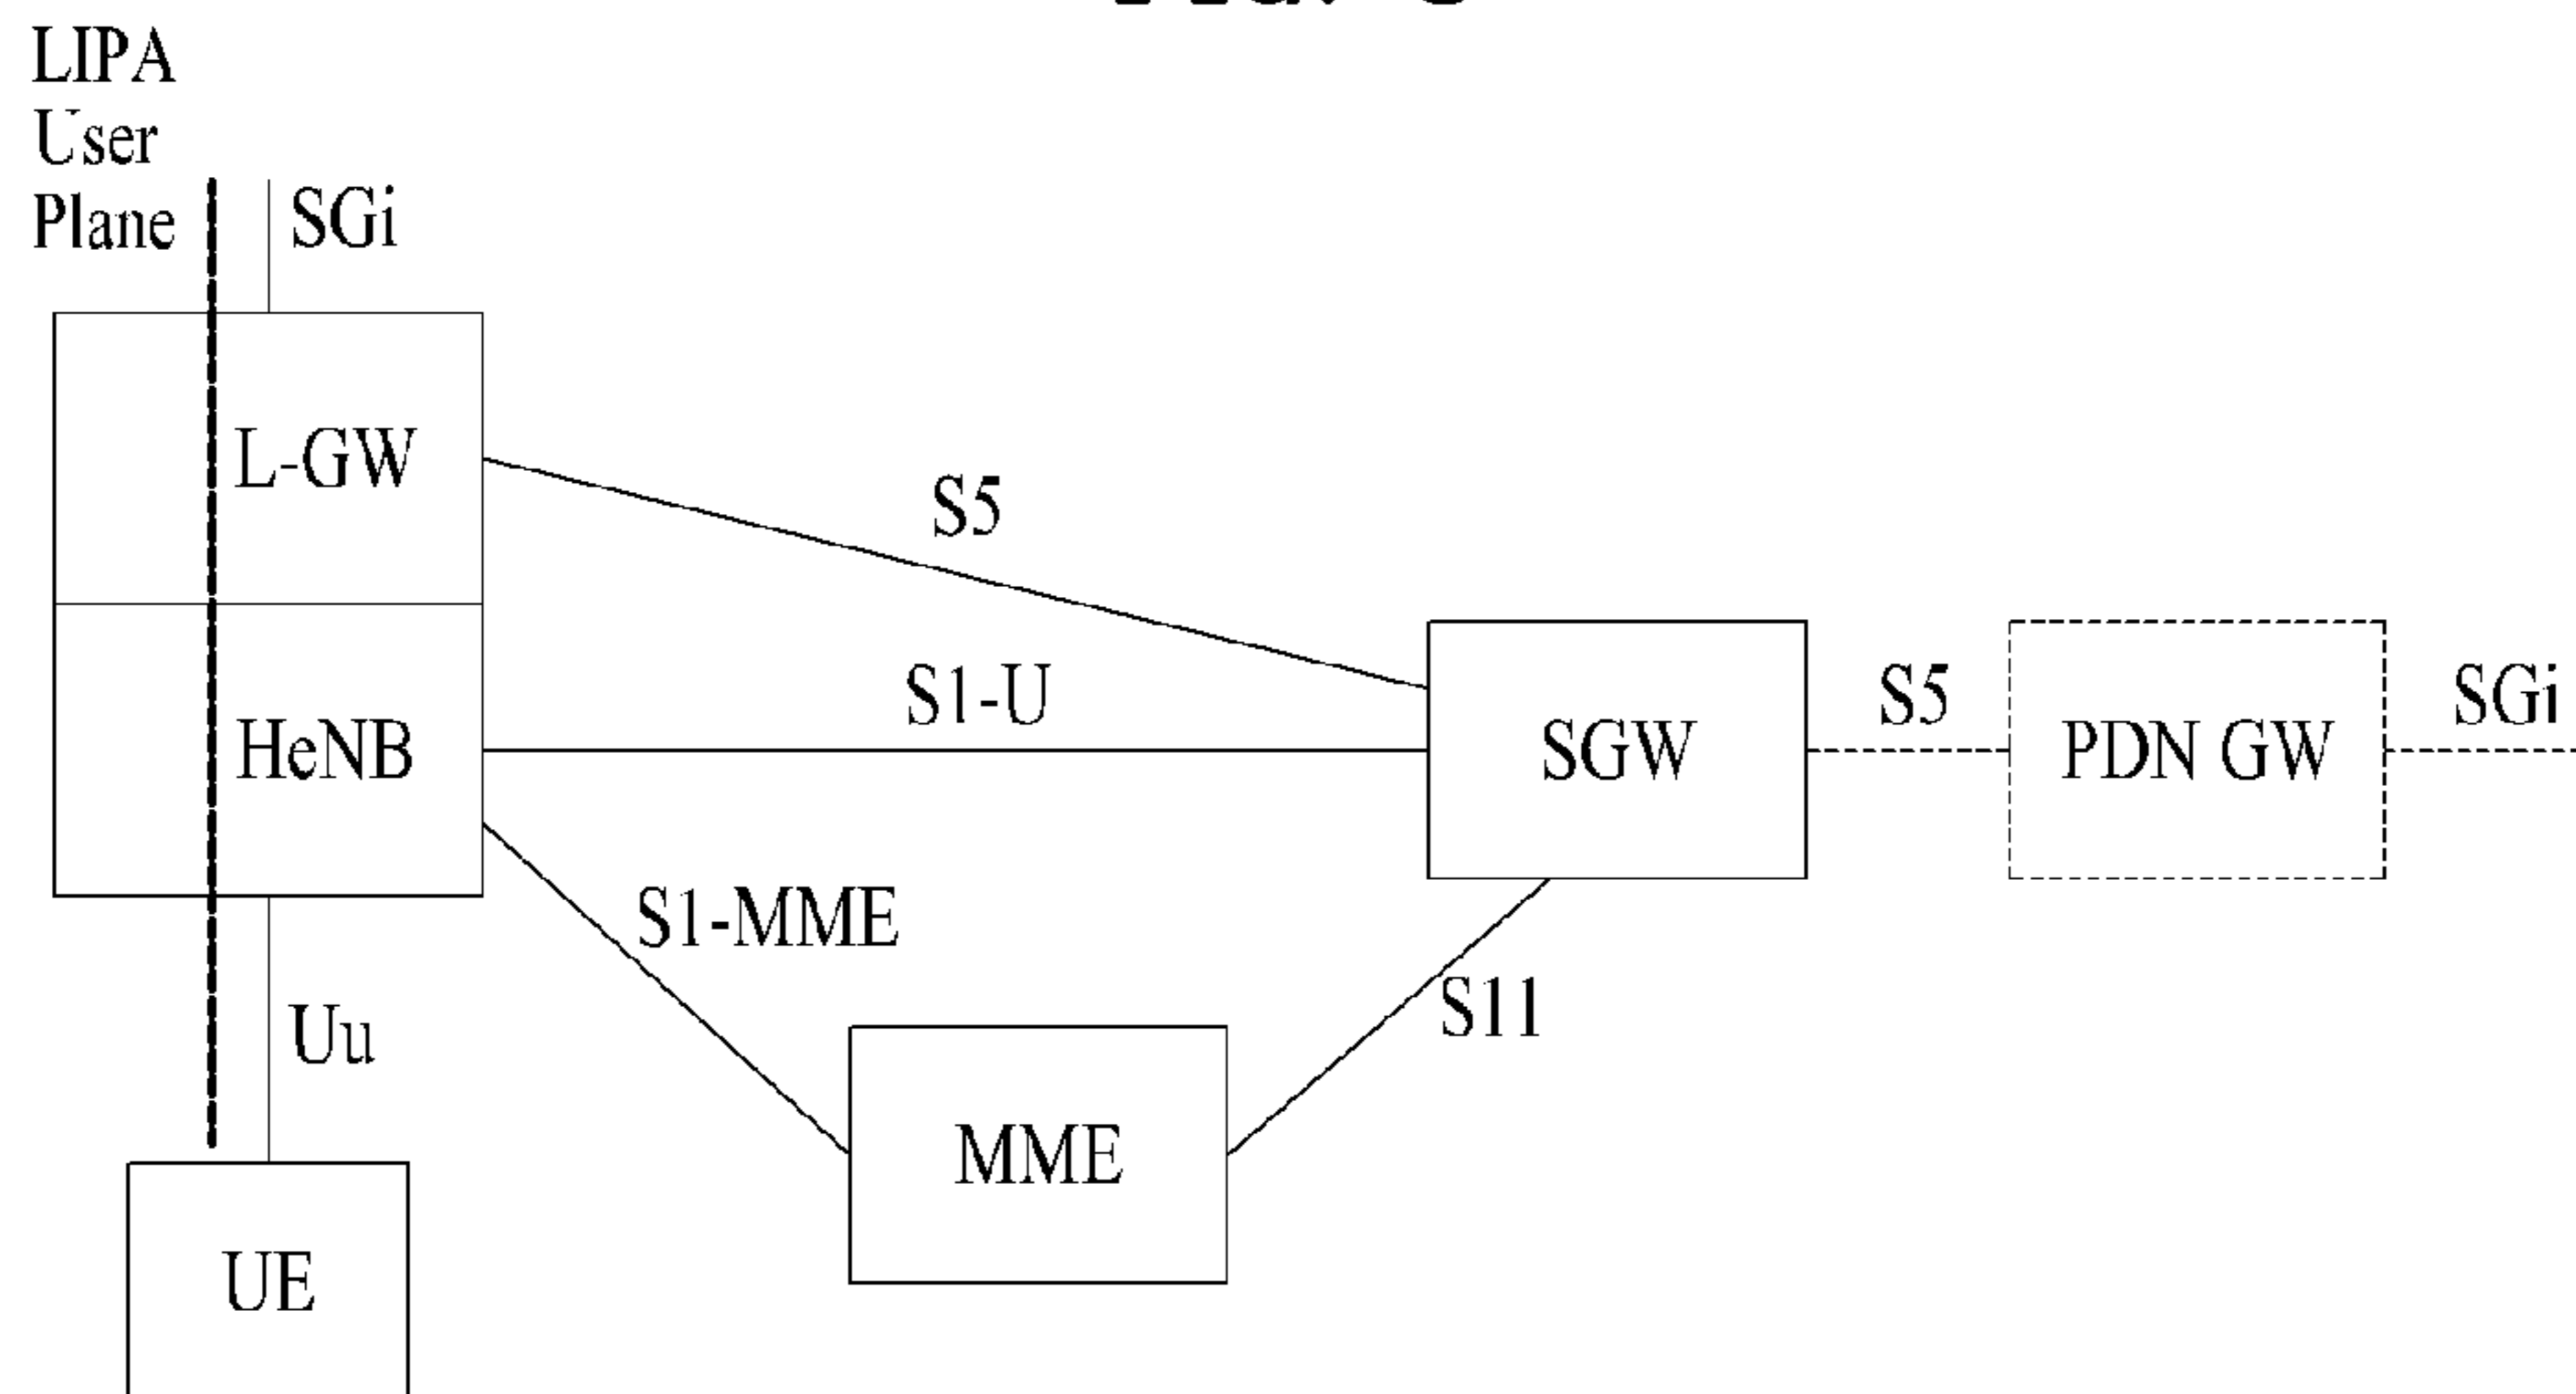 LIPA
User
Plane
SGi
L-GW
S5
S1-U
HeNB
SGW
S5
PDN GW
SGi
S1-MME
S11
Uu
MME
UE